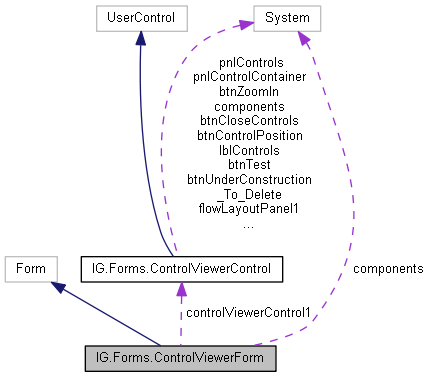 UserControl
System
pnlControls
pnlControlContainer
btnZoomIn
components
btnCloseControls
btnControlPosition
lblControls
btnTest
btnUnderConstruction
_To_Delete
flowLayoutPanel1
...
Form
IG.Forms.ControlViewerControl
components
controlViewerControl1
IG.Forms.ControlViewerForm